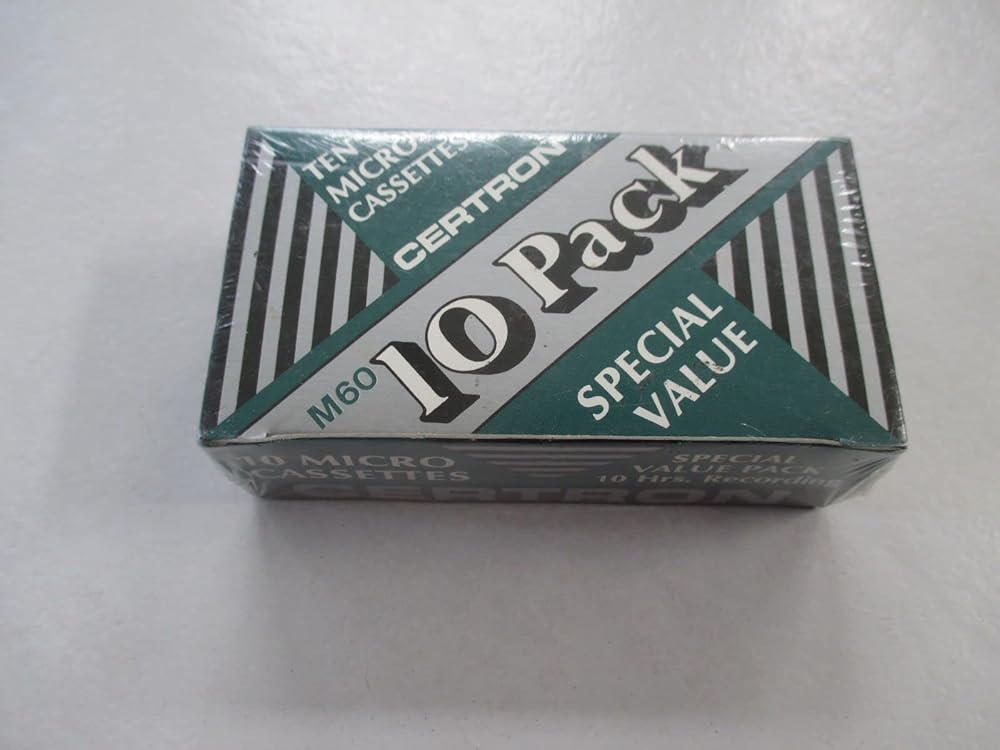 TEN
MICRO
CASSETTES
CERTRON
M60
10 Pack
SPECIAL
VALUE
10 MICRO
CASSETTES
SPECIAL
VALUE PACK
10 Hrs. Recording
CERTRON